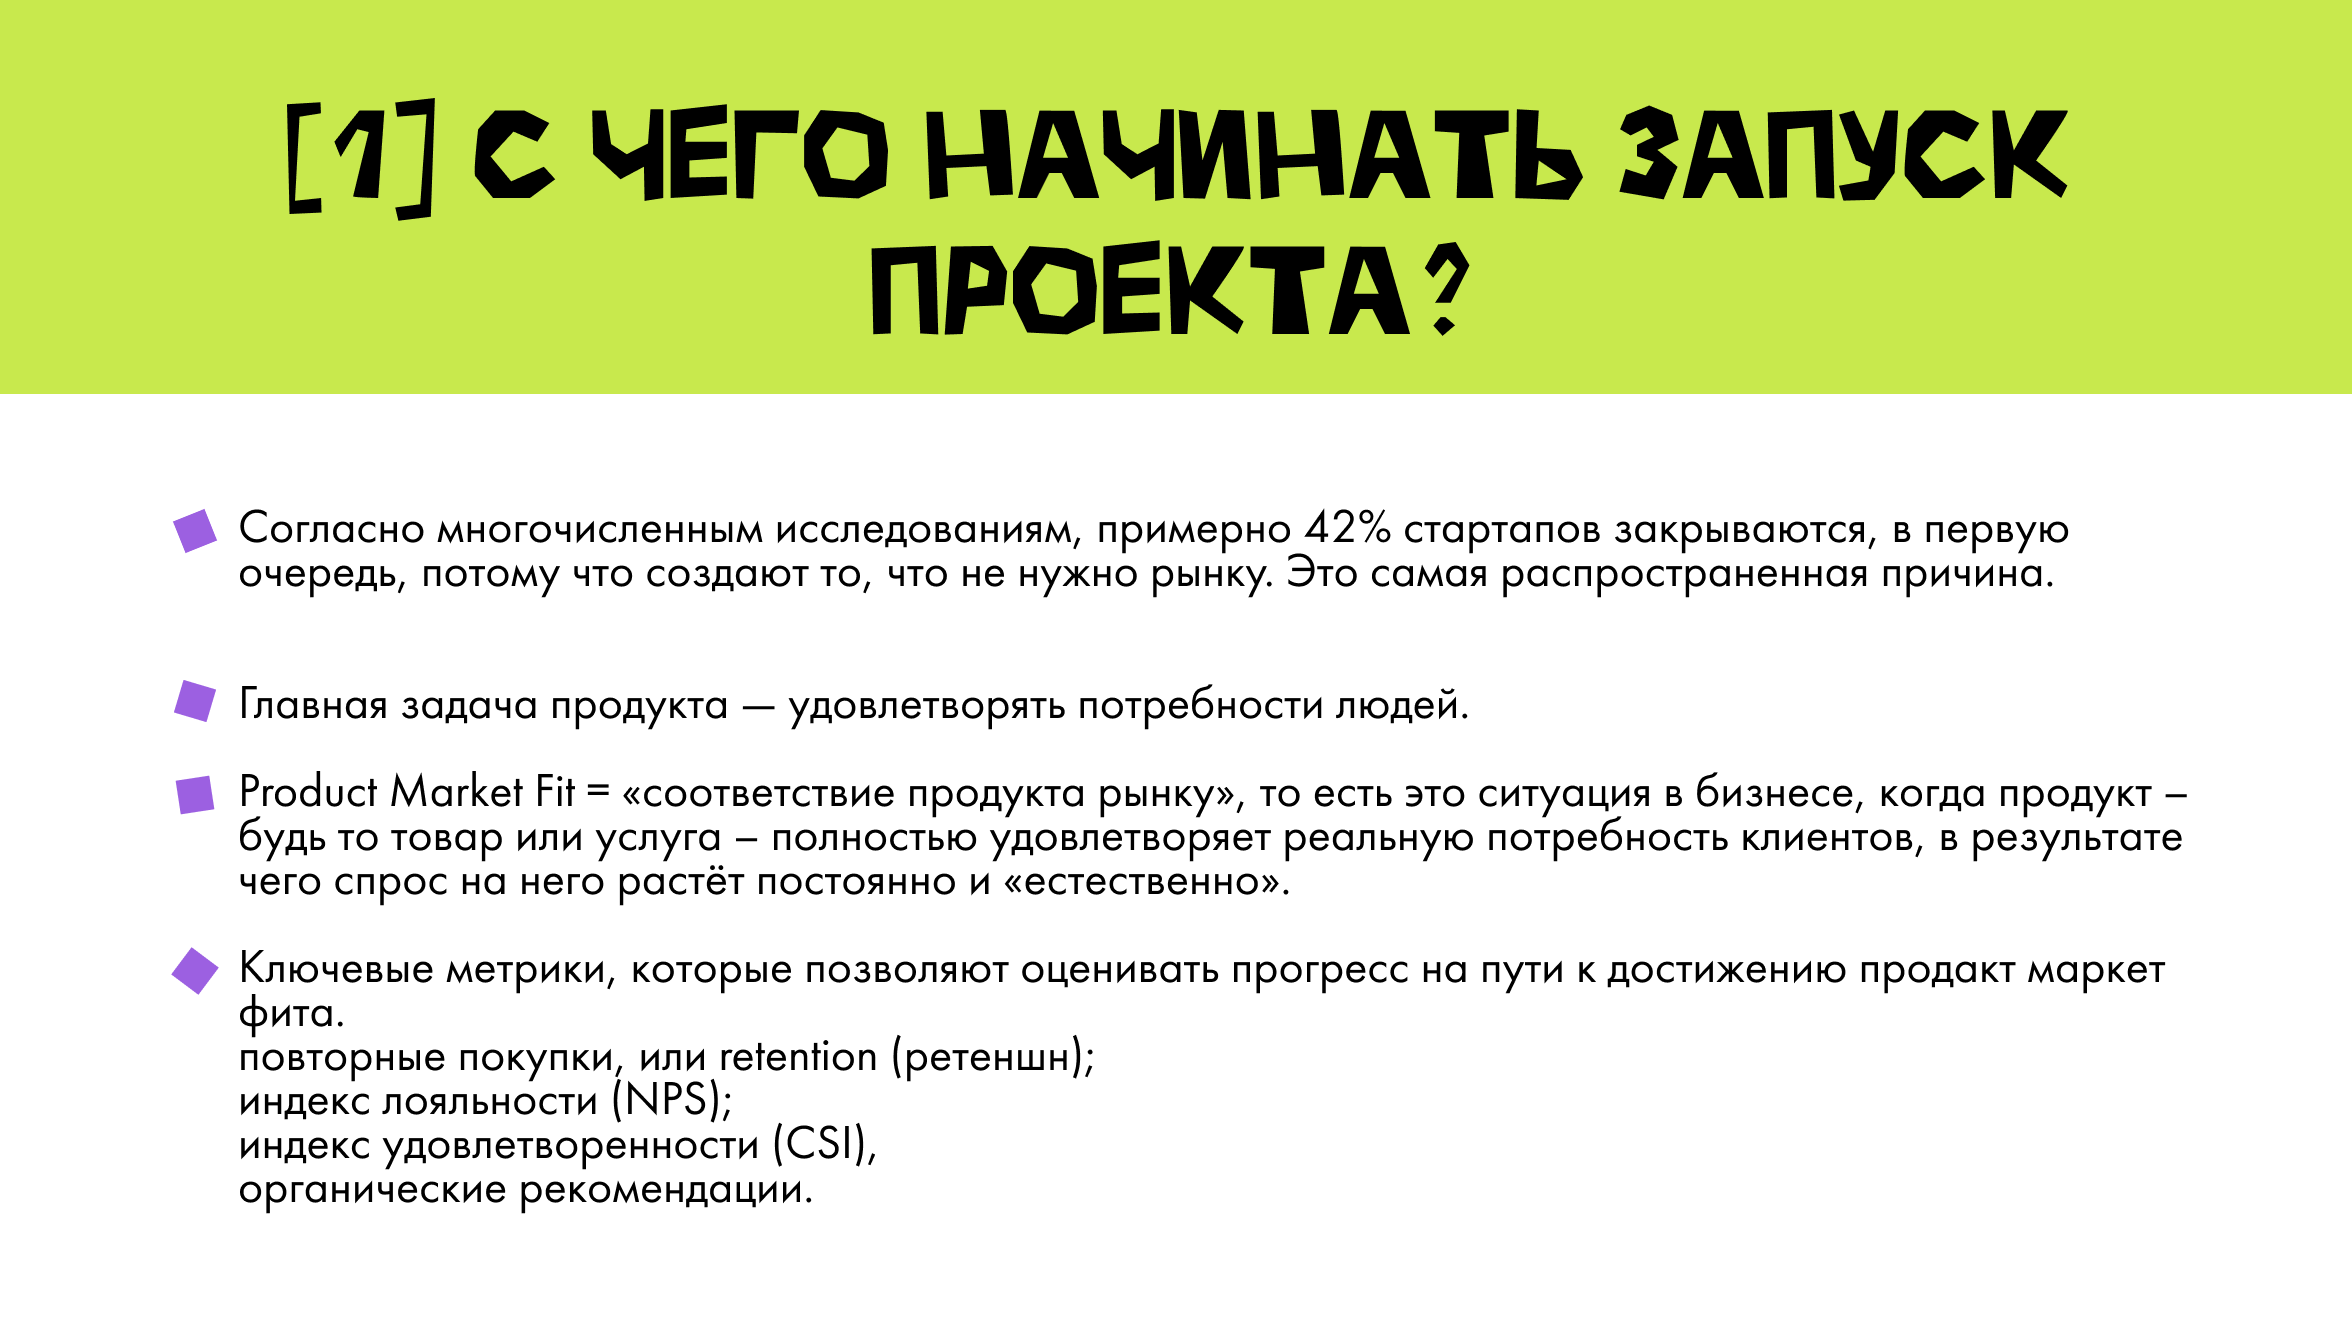 [1] С ЧЕГО НАЧИНАТЬ ЗАПУСК
ПРОЕКТА?
Согласно многочисленным исследованиям, примерно 42% стартапов закрываются, в первую
очередь, потому что создают то, что не нужно рынку. Это самая распространенная причина.
Главная задача продукта — удовлетворять потребности людей.
Product Market Fit = «соответствие продукта рынку», то есть это ситуация в бизнесе, когда продукт –
будь то товар или услуга – полностью удовлетворяет реальную потребность клиентов, в результате
чего спрос на него растёт постоянно и «естественно».
Ключевые метрики, которые позволяют оценивать прогресс на пути к достижению продакт маркет
фита.
повторные покупки, или retention (ретеншн);
индекс лояльности (NPS);
индекс удовлетворенности (CSI),
органические рекомендации.